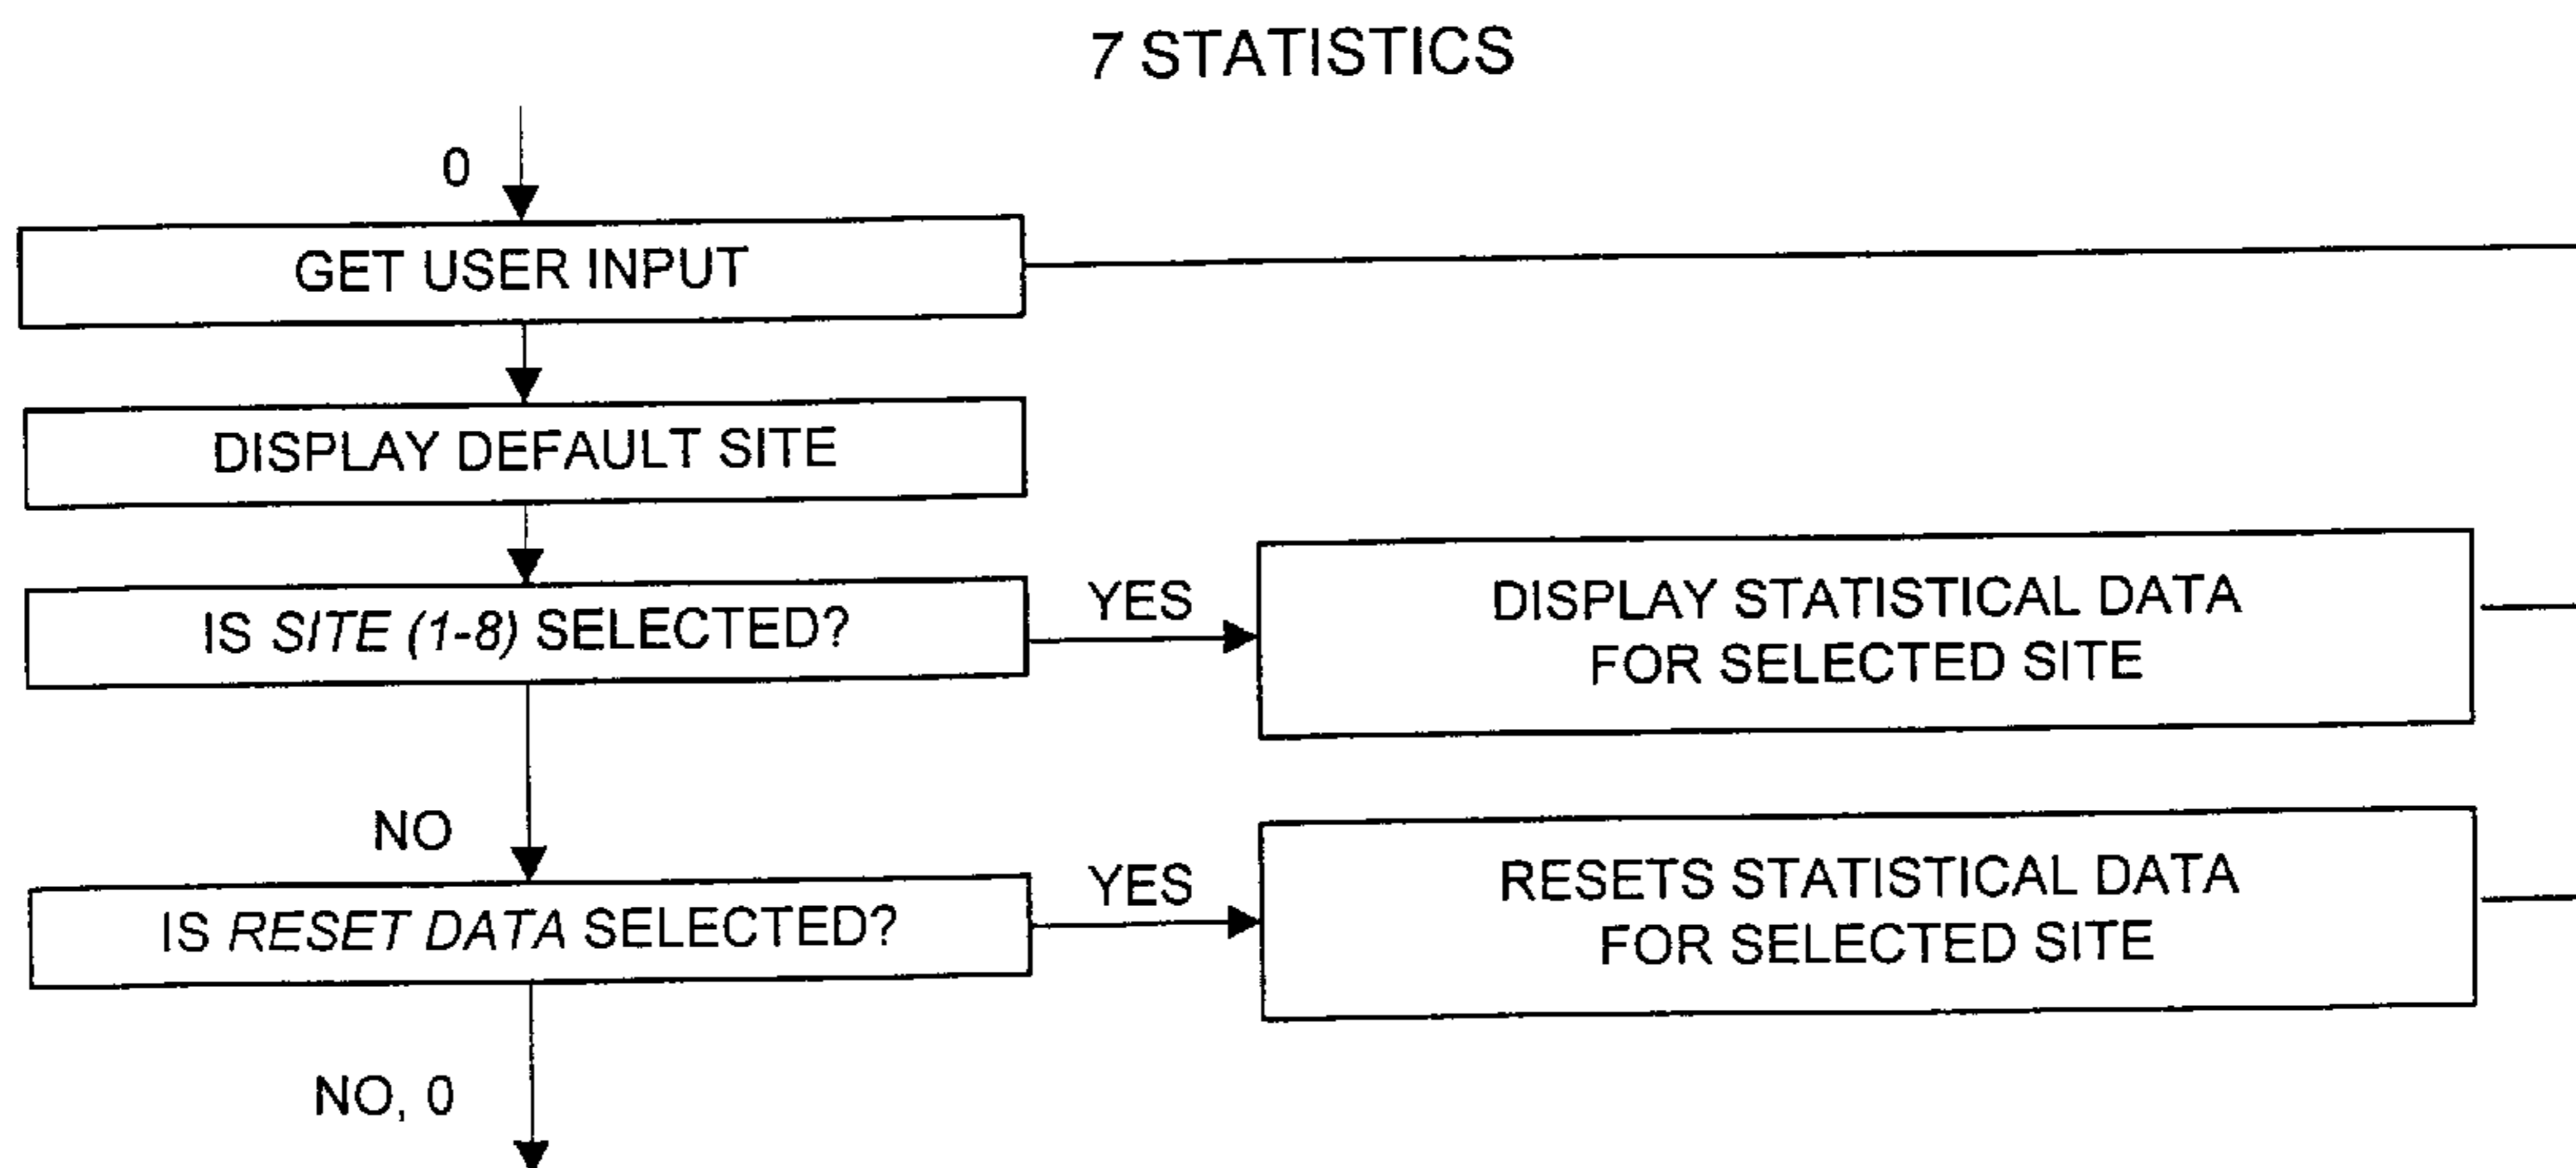 7 STATISTICS
0
GET USER INPUT
DISPLAY DEFAULT SITE
IS SITE (1-8) SELECTED?
YES
DISPLAY STATISTICAL DATA
FOR SELECTED SITE
NO
IS RESET DATA SELECTED?
YES
RESETS STATISTICAL DATA
FOR SELECTED SITE
NO, 0